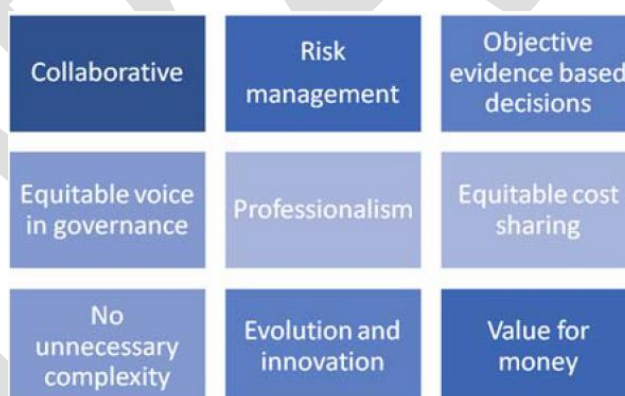 Collaborative
Risk
management
Objective
evidence based
decisions
Equitable voice
in governance
Professionalism
Equitable cost
sharing
No
unnecessary
complexity
Evolution and
innovation
Value for
money